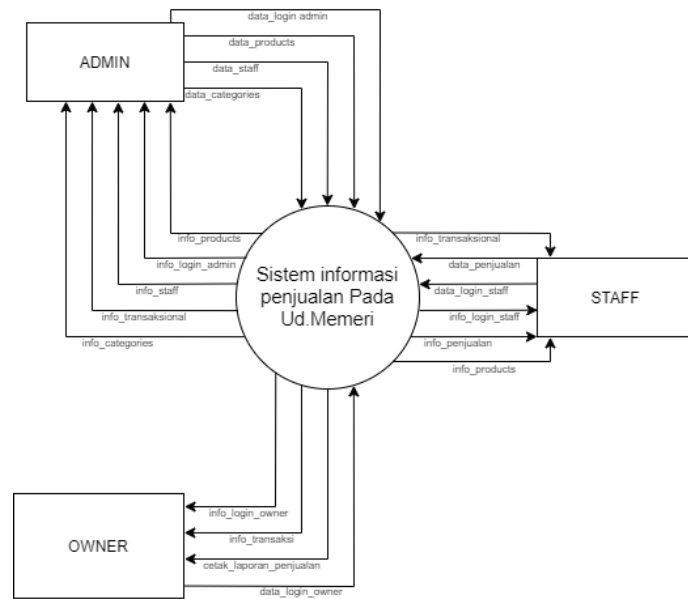 data_login admin
data_products
ADMIN
data_staff
data_categories
info_products
info_transaksional
info_login_admin
data_penjualan
Sistem informasi
penjualan Pada
Ud.Memeri
info_staff
data_login_staff
STAFF
info_transaksional
info_login_staff
info_categories
info_penjualan
info_products
info_login_owner
info_transaksi
OWNER
cetak_laporan_penjualan
data_login_owner